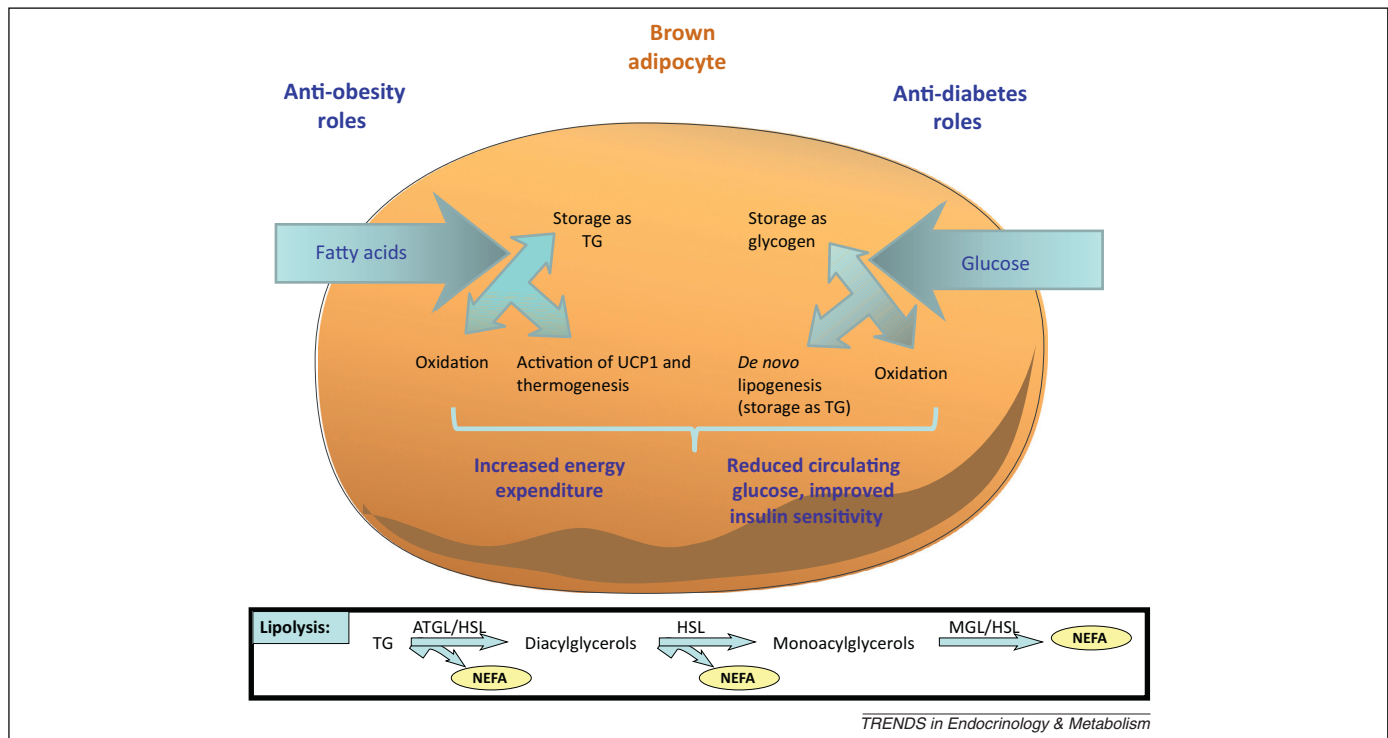 Brown
adipocyte
Anti-obesity
roles
Anti-diabetes
roles
Storage as
TG
Storage as
glycogen
Fatty acids
Glucose
Oxidation
Activation of UCP1 and
thermogenesis
De novo
lipogenesis
(storage as TG)
Oxidation
Increased energy
expenditure
Reduced circulating
glucose, improved
insulin sensitivity
Lipolysis:
TG
ATGL/HSL
NEFA
Diacylglycerols
HSL
NEFA
Monoacylglycerols
MGL/HSL
NEFA
TRENDS in Endocrinology & Metabolism